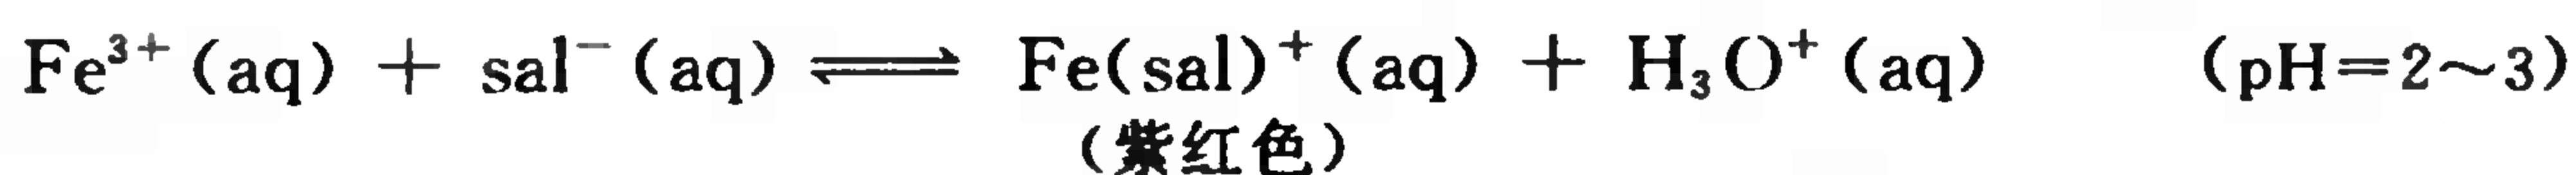 Fe³⁺(aq) + sal⁻(aq) ⇌ Fe(sal)⁺(aq) + H₃O⁺(aq) (pH=2～3)
(紫红色)